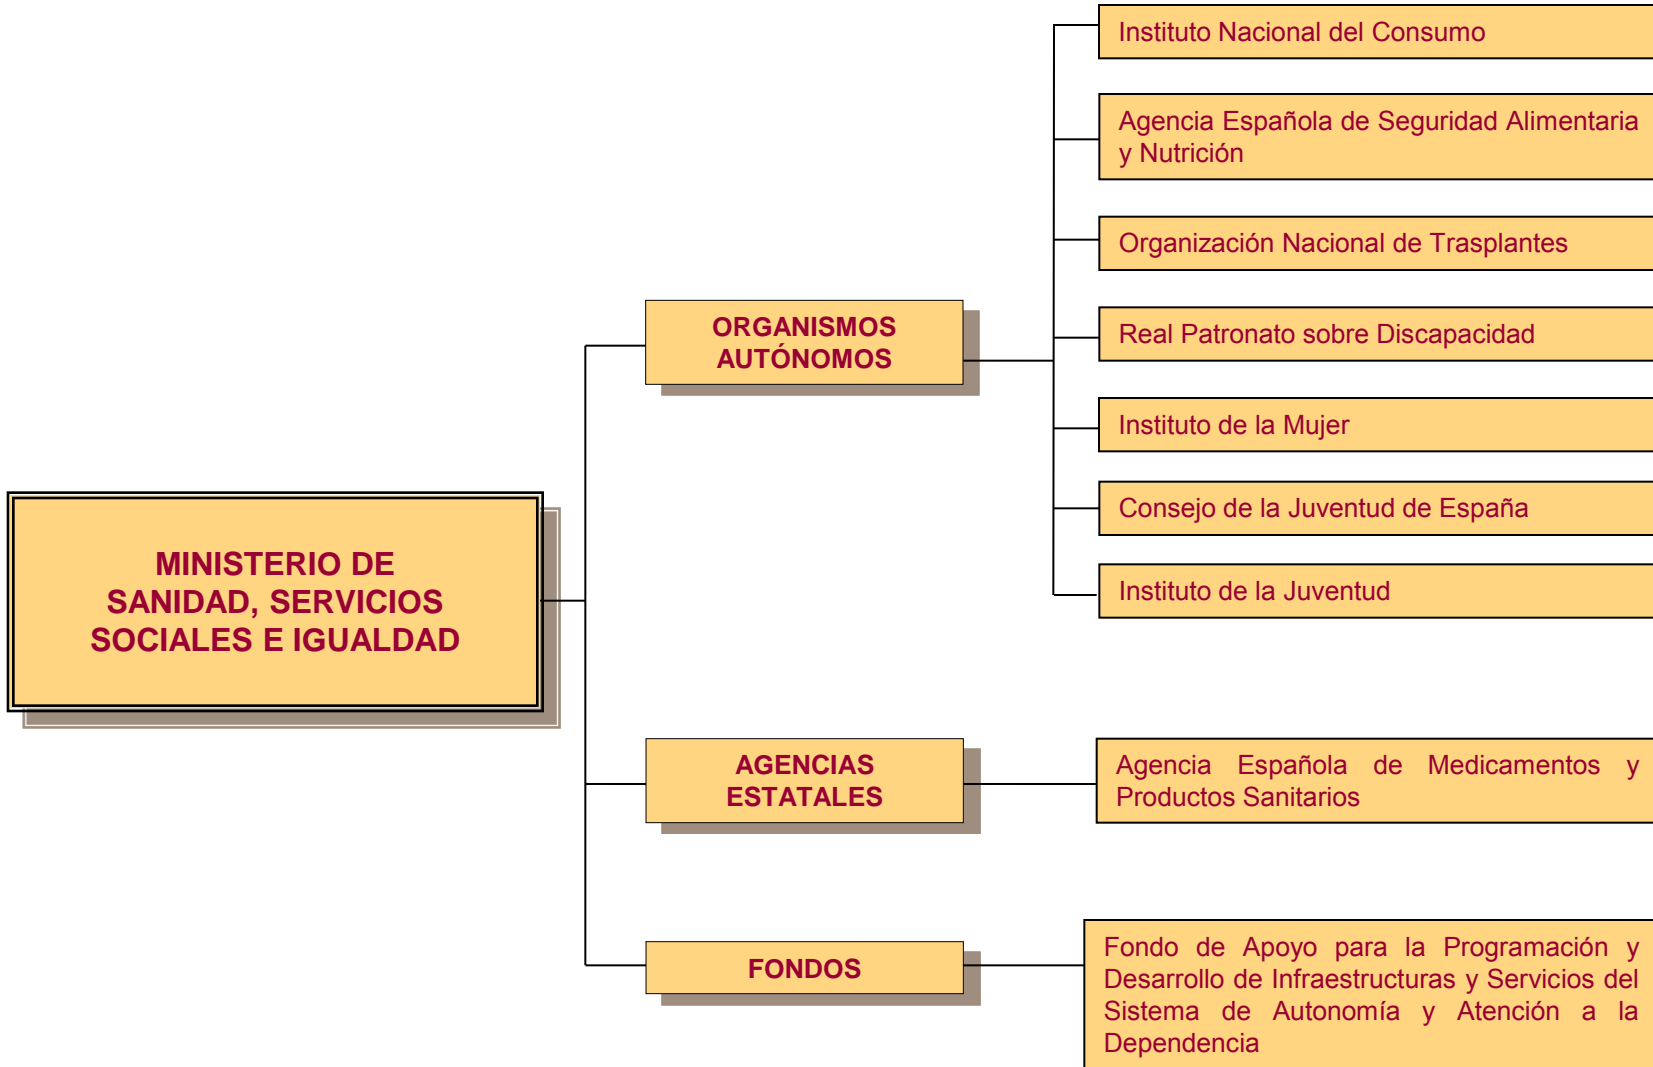 MINISTERIO DE
SANIDAD, SERVICIOS
SOCIALES E IGUALDAD
ORGANISMOS
AUTÓNOMOS
Instituto Nacional del Consumo
Agencia Española de Seguridad Alimentaria
y Nutrición
Organización Nacional de Trasplantes
Real Patronato sobre Discapacidad
Instituto de la Mujer
Consejo de la Juventud de España
Instituto de la Juventud
AGENCIAS
ESTATALES
Agencia Española de Medicamentos y
Productos Sanitarios
FONDOS
Fondo de Apoyo para la Programación y
Desarrollo de Infraestructuras y Servicios del
Sistema de Autonomía y Atención a la
Dependencia